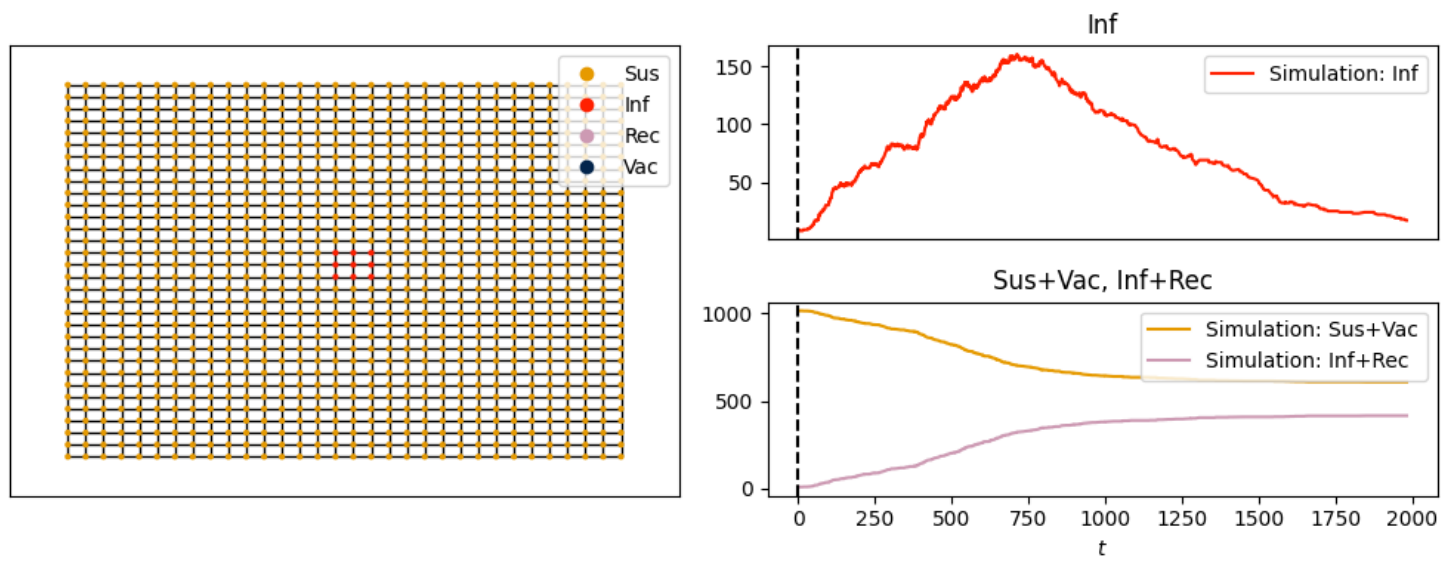 Sus
Inf
Rec
Vac
Inf
150
100
50
Simulation: Inf
Sus+Vac, Inf+Rec
1000
500
0
Simulation: Sus+Vac
Simulation: Inf+Rec
0 250 500 750 1000 1250 1500 1750 2000
t